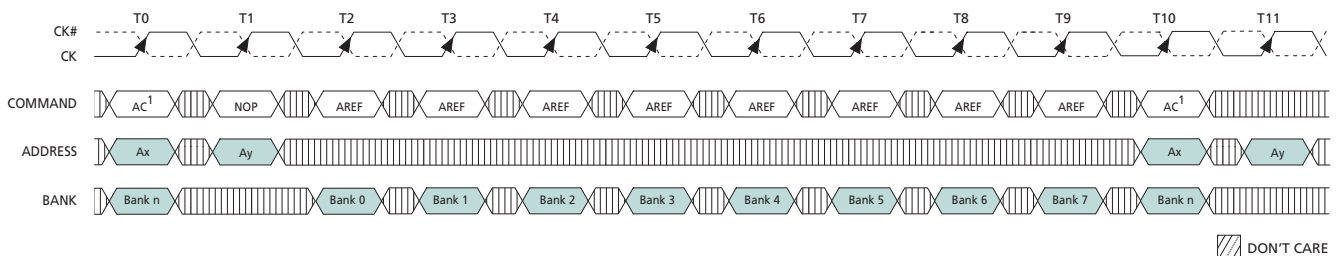 T0 T1 T2 T3 T4 T5 T6 T7 T8 T9 T10 T11
CK#
CK
COMMAND AC1 NOP AREF AREF AREF AREF AREF AREF AREF AREF AC1
ADDRESS Ax Ay Ax Ay
BANK Bank n Bank 0 Bank 1 Bank 2 Bank 3 Bank 4 Bank 5 Bank 6 Bank 7 Bank n
DON'T CARE